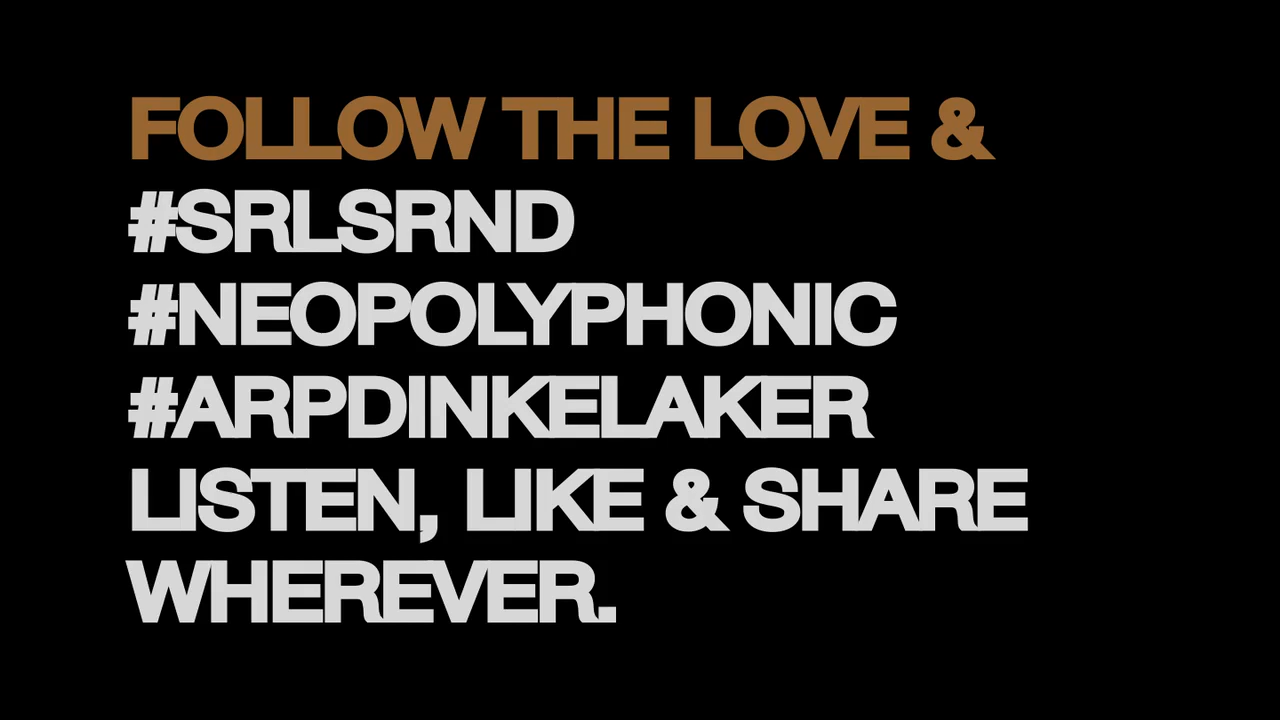 FOLLOW THE LOVE &
#SRLSRND
#NEOPOLYPHONIC
#ARPDINKELAKER
LISTEN, LIKE & SHARE
WHEREVER.